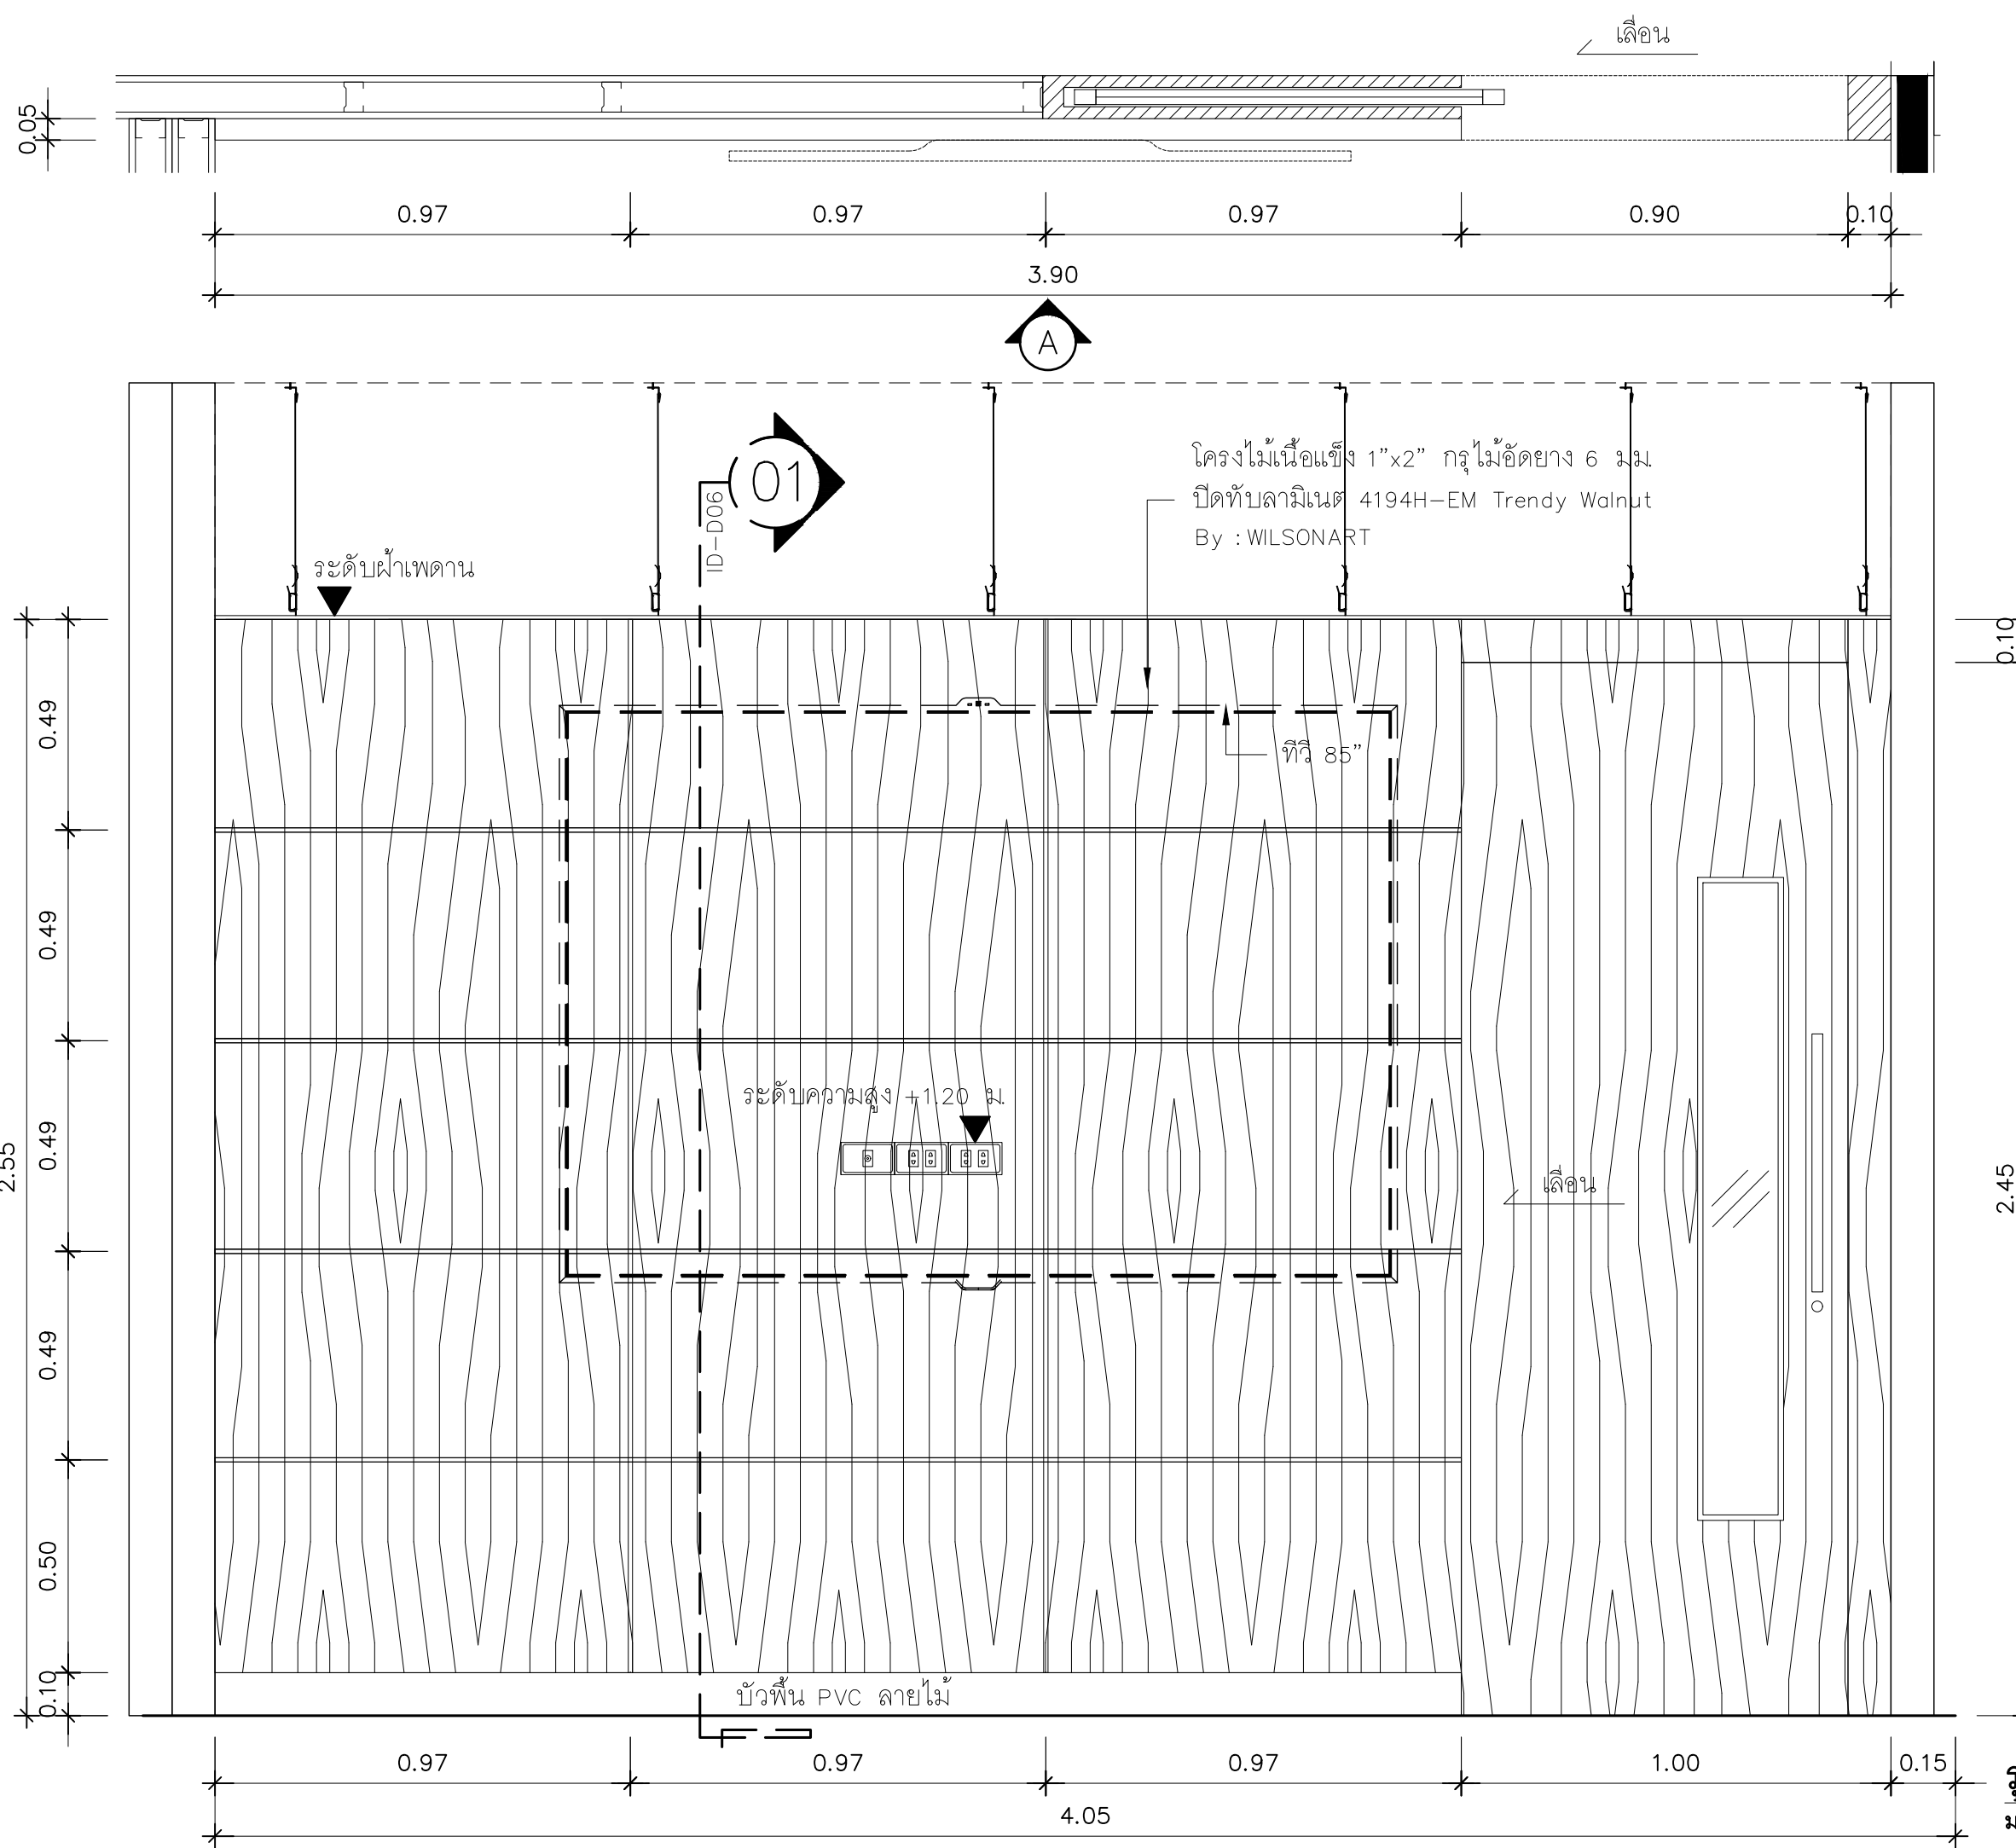 เลื่อน
0.05
0.97
0.97
0.97
0.90
0.10
3.90
A
01
ID-D06
โครงไม้เนื้อแข็ง 1"x2" กรุไม้อัดยาง 6 มม.
ปิดทับลามิเนต 4194H-EM Trendy Walnut
By : WILSONART
ระดับฝ้าเพดาน
0.10
0.49
ทีวี 85"
0.49
ระดับความสูง +1.20 ม.
0.49
2.55
เลื่อน
2.45
0.49
0.50
0.10
บัวพื้น PVC ลายไม้
0.97
0.97
0.97
1.00
0.15
4.05